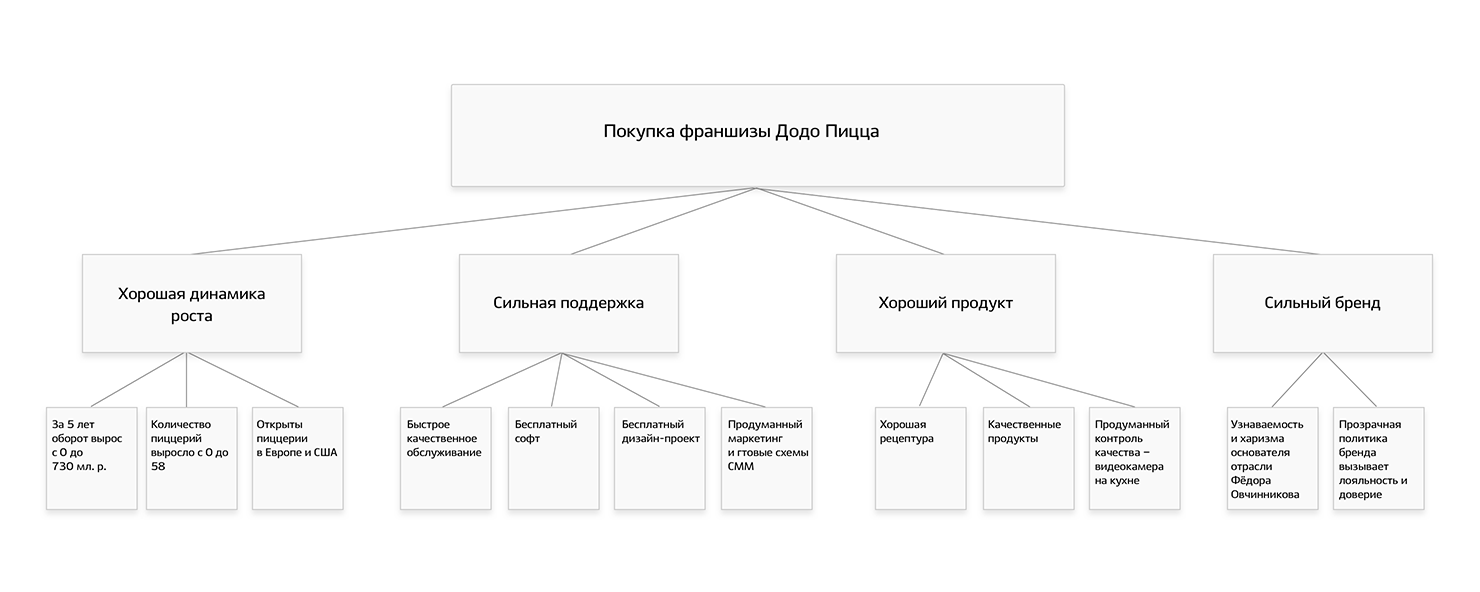 Покупка франшизы Додо Пицца
Хорошая динамика
роста
Сильная поддержка
Хороший продукт
Сильный бренд
За 5 лет
оборот вырос
с 0 до
730 мл. р.
Количество
пиццерий
выросло с 0 до
58
Открыты
пиццерии
в Европе и США
Быстрое
качественное
обслуживание
Бесплатный
софт
Бесплатный
дизайн-проект
Продуманный
маркетинг
и гтовые схемы
СММ
Хорошая
рецептура
Качественные
продукты
Продуманный
контроль
качества –
видеокамера
на кухне
Узнаваемость
и харизма
основателя
отрасли
Фёдора
Овчинникова
Прозрачная
политика
бренда
вызывает
лояльность и
доверие